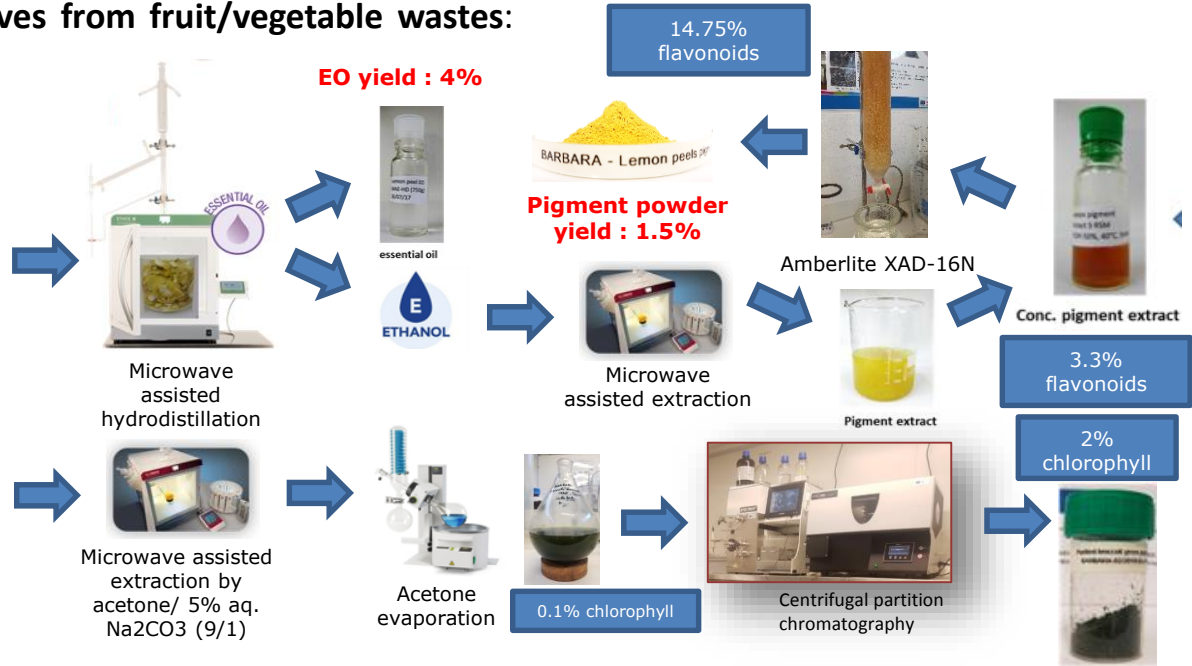 ves from fruit/vegetable wastes:
14.75%
flavonoids
EO yield : 4%
ESSENTIAL OIL
essential oil
BARBARA - Lemon peels
Pigment powder
yield : 1.5%
Amberlite XAD-16N
Conc. pigment extract
E
ETHANOL
Microwave
assisted
hydrodistillation
Microwave
assisted extraction
Pigment extract
3.3%
flavonoids
2%
chlorophyll
Microwave assisted
extraction by
acetone/ 5% aq.
Na2CO3 (9/1)
Acetone
evaporation
0.1% chlorophyll
Centrifugal partition
chromatography